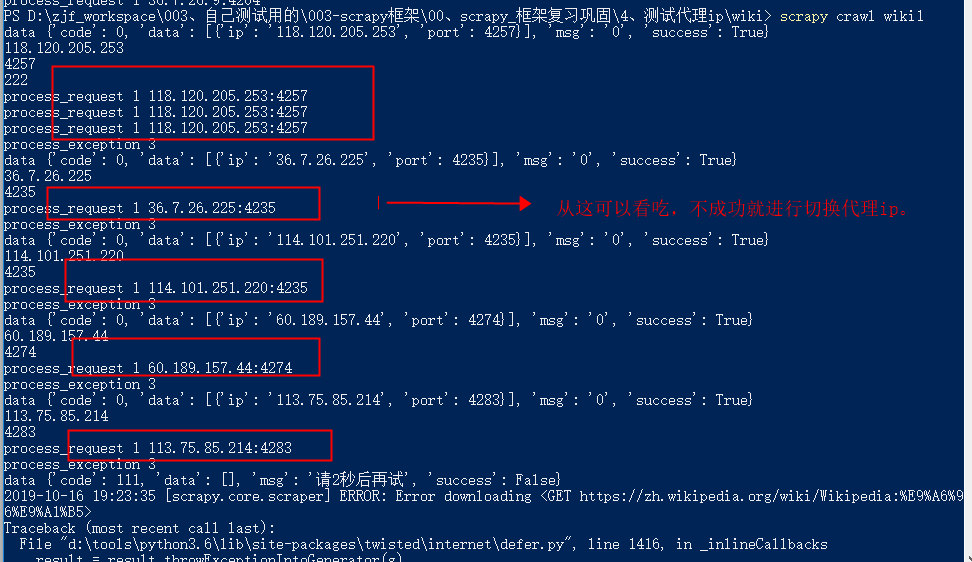 process_request 1 36.7.26.9:4204
PS D:\zjf_workspace\003、自己测试用的\003-scrapy框架\00、scrapy_框架复习巩固\4、测试代理ip\wiki> scrapy crawl wiki1
data {'code': 0, 'data': [{'ip': '118.120.205.253', 'port': 4257}], 'msg': '0', 'success': True}
118.120.205.253
4257
222
process_request 1 118.120.205.253:4257
process_request 1 118.120.205.253:4257
process_request 1 118.120.205.253:4257
process_exception 3
data {'code': 0, 'data': [{'ip': '36.7.26.225', 'port': 4235}], 'msg': '0', 'success': True}
36.7.26.225
4235
process_request 1 36.7.26.225:4235
从这可以看吃，不成功就进行切换代理ip。
process_exception 3
data {'code': 0, 'data': [{'ip': '114.101.251.220', 'port': 4235}], 'msg': '0', 'success': True}
114.101.251.220
4235
process_request 1 114.101.251.220:4235
process_exception 3
data {'code': 0, 'data': [{'ip': '60.189.157.44', 'port': 4274}], 'msg': '0', 'success': True}
60.189.157.44
4274
process_request 1 60.189.157.44:4274
process_exception 3
data {'code': 0, 'data': [{'ip': '113.75.85.214', 'port': 4283}], 'msg': '0', 'success': True}
113.75.85.214
4283
process_request 1 113.75.85.214:4283
process_exception 3
data {'code': 111, 'data': [], 'msg': '请2秒后再试', 'success': False}
2019-10-16 19:23:35 [scrapy.core.scraper] ERROR: Error downloading <GET https://zh.wikipedia.org/wiki/Wikipedia:%E9%A6%9
6%E9%A1%B5>
Traceback (most recent call last):
File "d:\tools\python3.6\lib\site-packages\twisted\internet\defer.py", line 1416, in _inlineCallbacks
result = result.throwExceptionIntoGenerator(g)